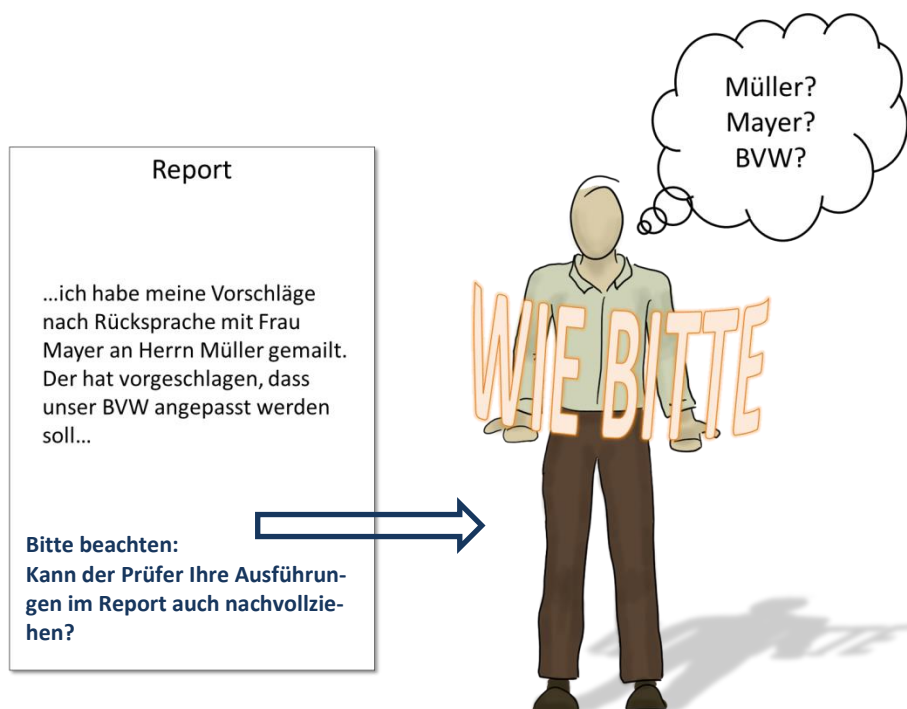 Report
...ich habe meine Vorschläge
nach Rücksprache mit Frau
Mayer an Herrn Müller gemailt.
Der hat vorgeschlagen, dass
unser BVW angepasst werden
soll...
Bitte beachten:
Kann der Prüfer Ihre Ausführun-
gen im Report auch nachvollzie-
hen?
Müller?
Mayer?
BVW?
WIE BITTE